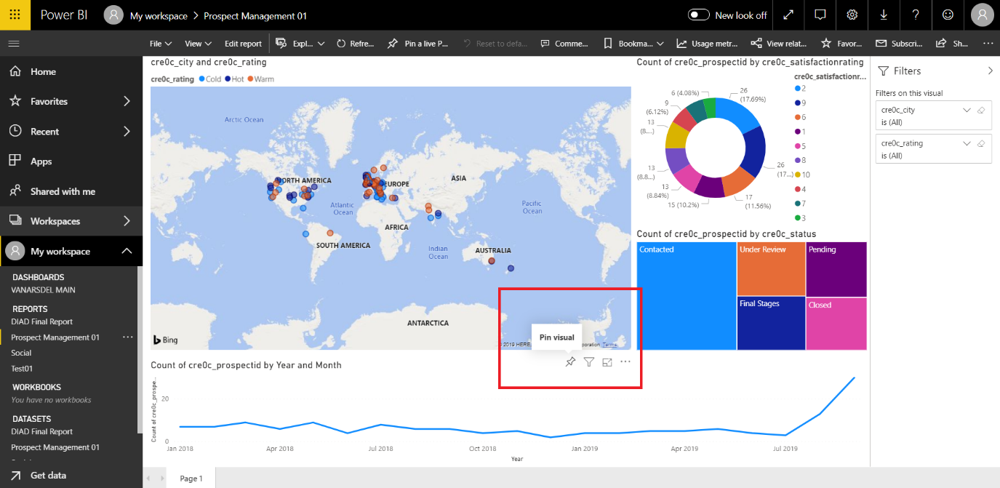 Power BI
My workspace > Prospect Management 01
New look off
File
View
Edit report
Expl...
Refre...
Pin a live P...
Reset to defa...
Comme...
Bookma...
Usage metr...
View relat...
Favor...
Subscri...
Sh...
Home
Favorites
Recent
Apps
Shared with me
Workspaces
My workspace
DASHBOARDS
VANARSDEL MAIN
REPORTS
DIAD Final Report
Prospect Management 01
Social
Test01
WORKBOOKS
You have no workbooks
DATASETS
DIAD Final Report
Prospect Management 01
Get data
cre0c_city and cre0c_rating
cre0c_rating Cold Hot Warm
Arctic Ocean
NORTH AMERICA
EUROPE
ASIA
Atlantic
Ocean
Pacific
Ocean
AFRICA
SOUTH AMERICA
Indian
Ocean
AUSTRALIA
ANTARCTICA
Bing
© 2019 HERE
Terms
Pin visual
Count of cre0c_prospectid by cre0c_satisfactionrating
cre0c_satisfactionr...
2
9
6
1
5
8
10
4
7
3
26
(17.69%)
26
(17...)
17
(11.56%)
15 (10.2%)
13
(8.84%)
13
(8.8...)
13
(8....)
9
(6.12%)
6 (4.08%)
Count of cre0c_prospectid by cre0c_status
Contacted
Under Review
Pending
Final Stages
Closed
Count of cre0c_prospectid by Year and Month
Count of cre0c_prospe..
20
0
Jan 2018
Apr 2018
Jul 2018
Oct 2018
Jan 2019
Apr 2019
Jul 2019
Year
Page 1
Filters
Filters on this visual
cre0c_city
is (All)
cre0c_rating
is (All)